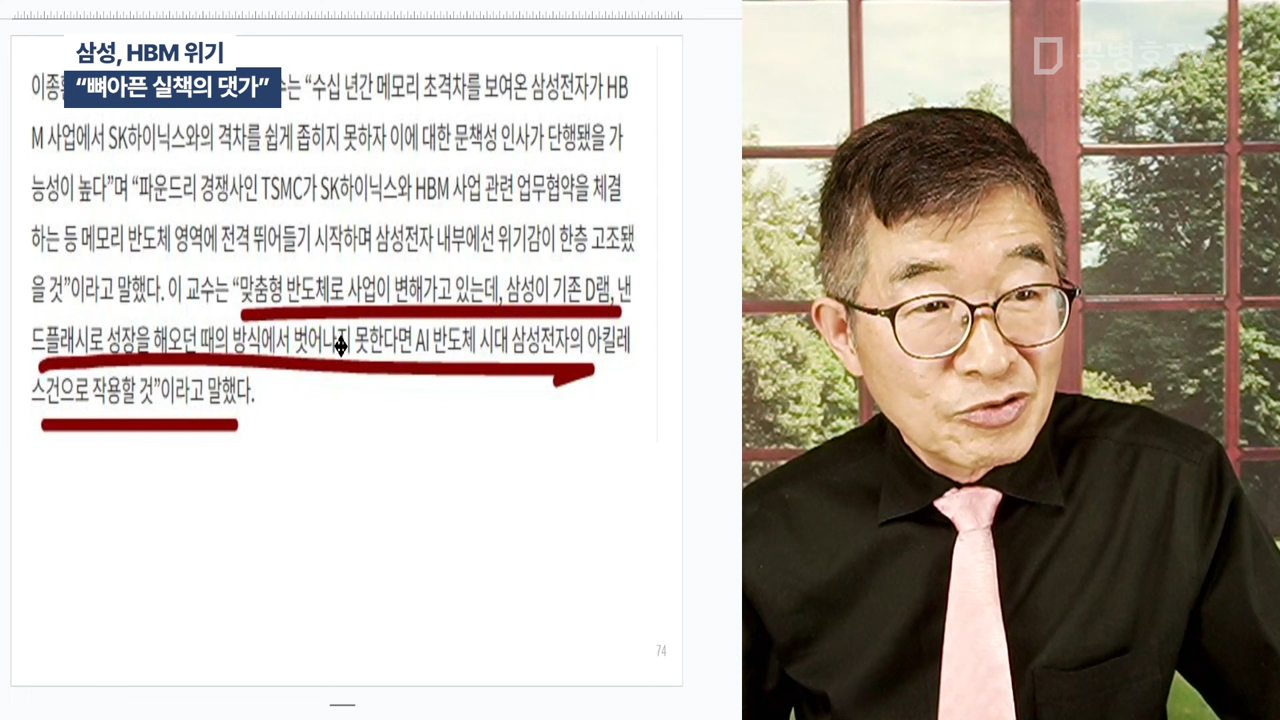 삼성, HBM 위기
“뼈아픈 실책의 댓가”
이종 는 “수십 년간 메모리 초격차를 보여온 삼성전자가 HB
M 사업에서 SK하이닉스와의 격차를 쉽게 좁히지 못하자 이에 대한 문책성 인사가 단행됐을 가
능성이 높다”며 “파운드리 경쟁사인 TSMC가 SK하이닉스와 HBM 사업 관련 업무협약을 체결
하는 등 메모리 반도체 영역에 전격 뛰어들기 시작하며 삼성전자 내부에선 위기감이 한층 고조됐
을 것”이라고 말했다. 이 교수는 “맞춤형 반도체로 사업이 변해가고 있는데, 삼성이 기존 D램, 낸
드플래시로 성장을 해오던 때의 방식에서 벗어나지 못한다면 AI 반도체 시대 삼성전자의 아킬레
스건으로 작용할 것”이라고 말했다.
74